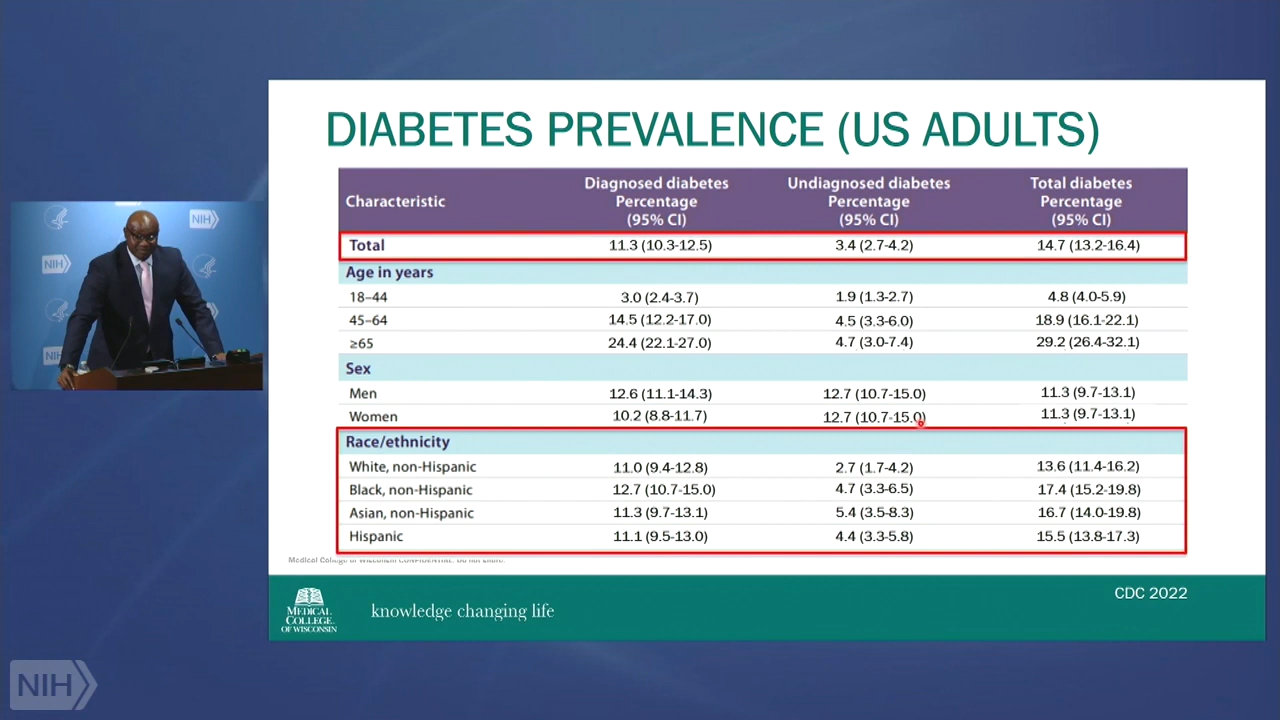 NIH
NIH
NIH
DIABETES PREVALENCE (US ADULTS)
Characteristic Diagnosed diabetes Percentage (95% CI) Undiagnosed diabetes Percentage (95% CI) Total diabetes Percentage (95% CI)
Total 11.3 (10.3-12.5) 3.4 (2.7-4.2) 14.7 (13.2-16.4)
Age in years
18–44 3.0 (2.4-3.7) 1.9 (1.3-2.7) 4.8 (4.0-5.9)
45–64 14.5 (12.2-17.0) 4.5 (3.3-6.0) 18.9 (16.1-22.1)
≥65 24.4 (22.1-27.0) 4.7 (3.0-7.4) 29.2 (26.4-32.1)
Sex
Men 12.6 (11.1-14.3) 12.7 (10.7-15.0) 11.3 (9.7-13.1)
Women 10.2 (8.8-11.7) 12.7 (10.7-15.0) 11.3 (9.7-13.1)
Race/ethnicity
White, non-Hispanic 11.0 (9.4-12.8) 2.7 (1.7-4.2) 13.6 (11.4-16.2)
Black, non-Hispanic 12.7 (10.7-15.0) 4.7 (3.3-6.5) 17.4 (15.2-19.8)
Asian, non-Hispanic 11.3 (9.7-13.1) 5.4 (3.5-8.3) 16.7 (14.0-19.8)
Hispanic 11.1 (9.5-13.0) 4.4 (3.3-5.8) 15.5 (13.8-17.3)
Medical College of Wisconsin CONFIDENTIAL. Do not share.
CDC 2022
MEDICAL
COLLEGE
OF WISCONSIN
knowledge changing life
NIH